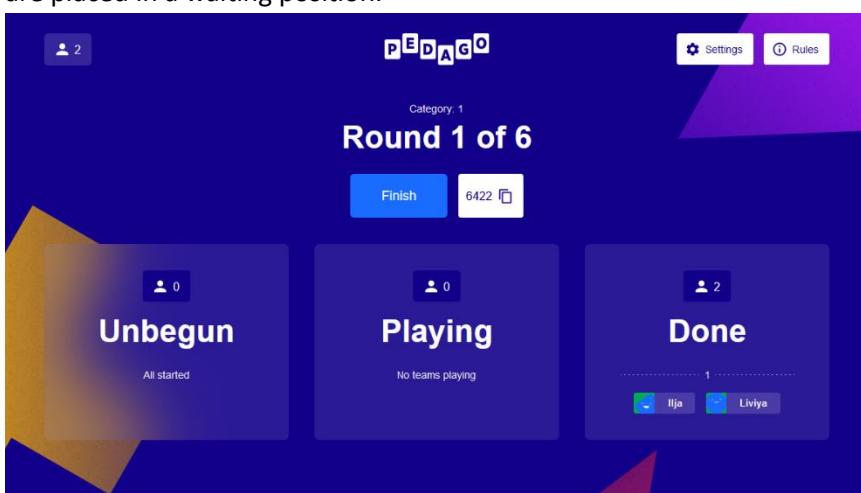 are placed in a waiting position.
2
PEDAGO
Settings
Rules
Category: 1
Round 1 of 6
Finish
6422
0
Unbegun
All started
0
Playing
No teams playing
2
Done
1
Ilja
Liviya